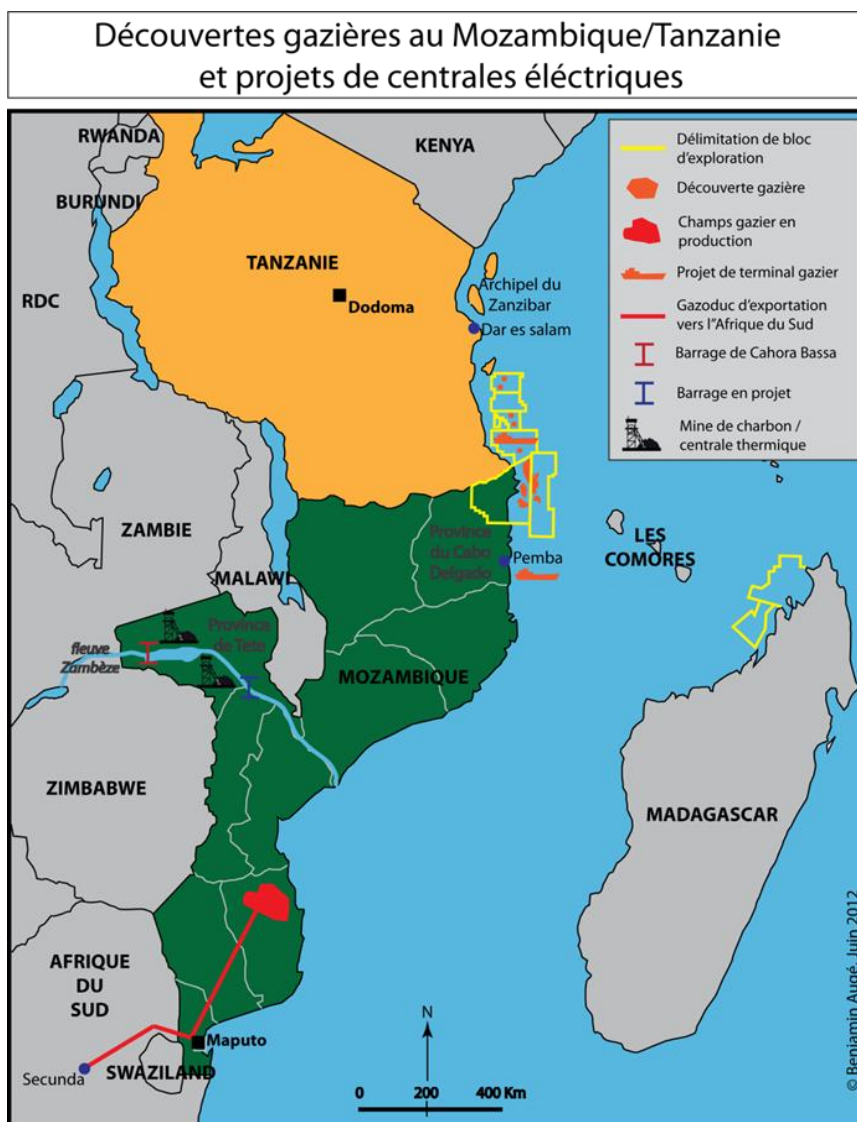 Découvertes gazières au Mozambique/Tanzanie
et projets de centrales éléctriques
RWANDA
KENYA
BURUNDI
TANZANIE
RDC
Dodoma
Archipel du
Zanzibar
Dar es salam
Délimitation de bloc
d'exploration
Découverte gazière
Champs gazier en
production
Projet de terminal gazier
Gazoduc d'exportation
vers l"Afrique du Sud
Barrage de Cahora Bassa
Barrage en projet
Mine de charbon /
centrale thermique
ZAMBIE
MALAWI
Province
du Cabo
Delgado
Pemba
LES
COMORES
fleuve
Zambèze
Province
de Tete
MOZAMBIQUE
ZIMBABWE
MADAGASCAR
AFRIQUE
DU
SUD
Maputo
Secunda
SWAZILAND
N
0 200 400 Km
© Benjamin Augé, Juin 2012